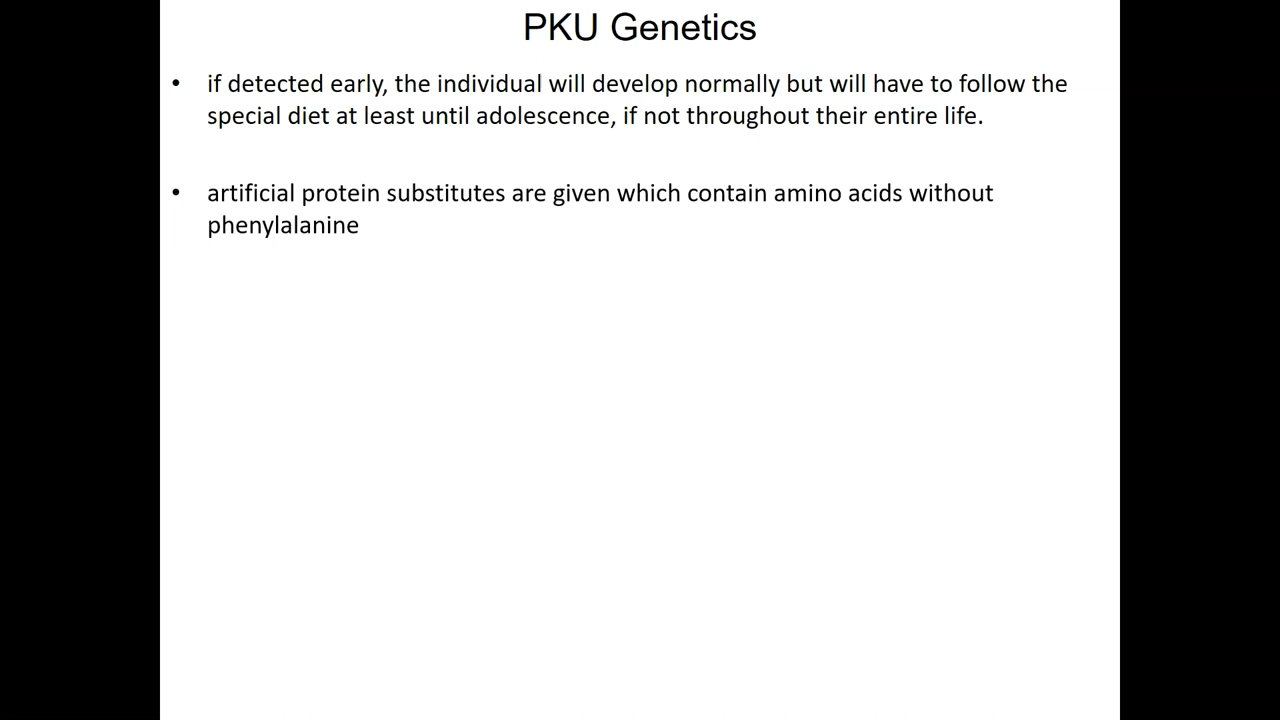 PKU Genetics
• if detected early, the individual will develop normally but will have to follow the
special diet at least until adolescence, if not throughout their entire life.
• artificial protein substitutes are given which contain amino acids without
phenylalanine